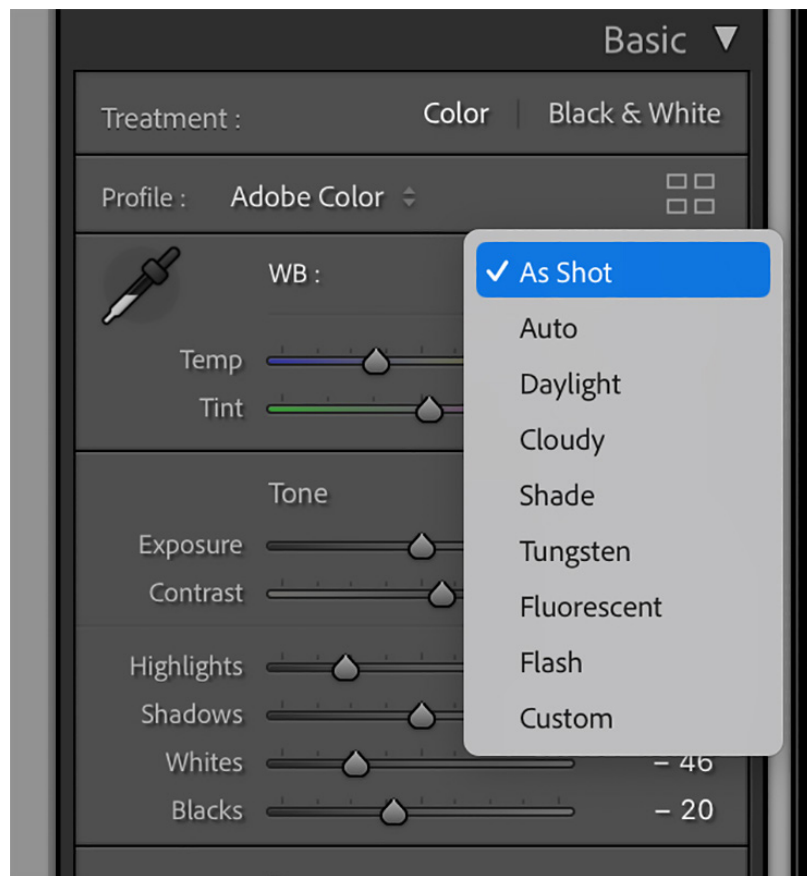 Basic ▼
Treatment : Color | Black & White
Profile : Adobe Color
WB :
✓ As Shot
Auto
Daylight
Cloudy
Shade
Tungsten
Fluorescent
Flash
Custom
Temp
Tint
Tone
Exposure
Contrast
Highlights
Shadows
Whites – 46
Blacks – 20